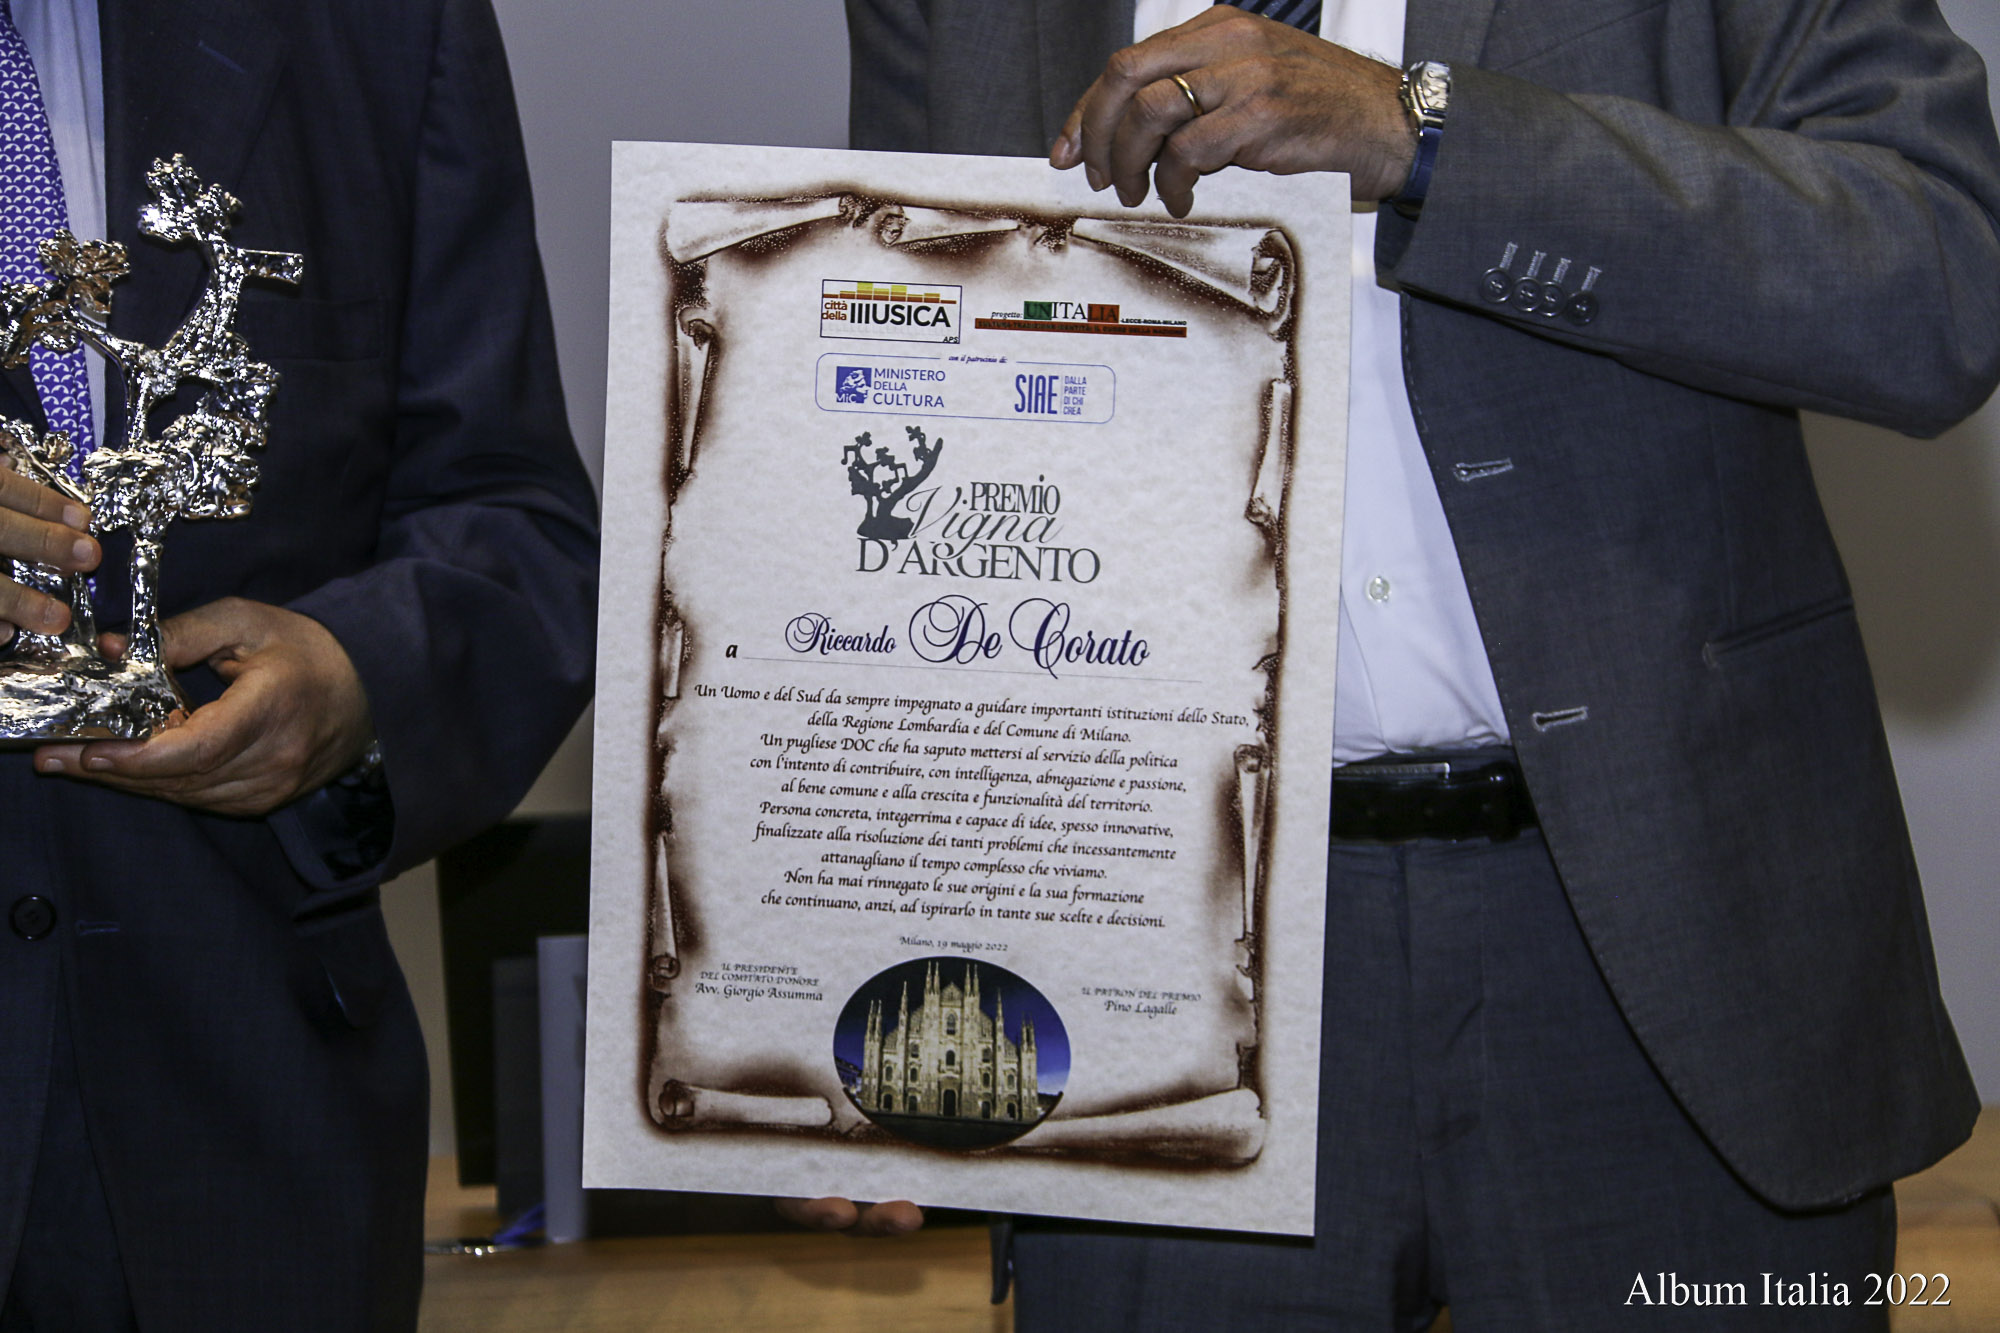 città
della MUSICA
APS
progetto: UNITALIA
-LECCE-ROMA-MILANO
con il patrocinio di:
MiC
MINISTERO
DELLA
CULTURA
SIAE
DALLA
PARTE
DI CHI
CREA
PREMIO
Vigna
D'ARGENTO
a Riccardo De Corato
Un Uomo e del Sud da sempre impegnato a guidare importanti istituzioni dello Stato,
della Regione Lombardia e del Comune di Milano.
Un pugliese DOC che ha saputo mettersi al servizio della politica
con l'intento di contribuire, con intelligenza, abnegazione e passione,
al bene comune e alla crescita e funzionalità del territorio.
Persona concreta, integerrima e capace di idee, spesso innovative,
finalizzate alla risoluzione dei tanti problemi che incessantemente
attanagliano il tempo complesso che viviamo.
Non ha mai rinnegato le sue origini e la sua formazione
che continuano, anzi, ad ispirarlo in tante sue scelte e decisioni.
Milano, 19 maggio 2022
IL PRESIDENTE
DEL COMITATO D'ONORE
Avv. Giorgio Assumma
IL PATRON DEL PREMIO
Pino Lagalle
Album Italia 2022